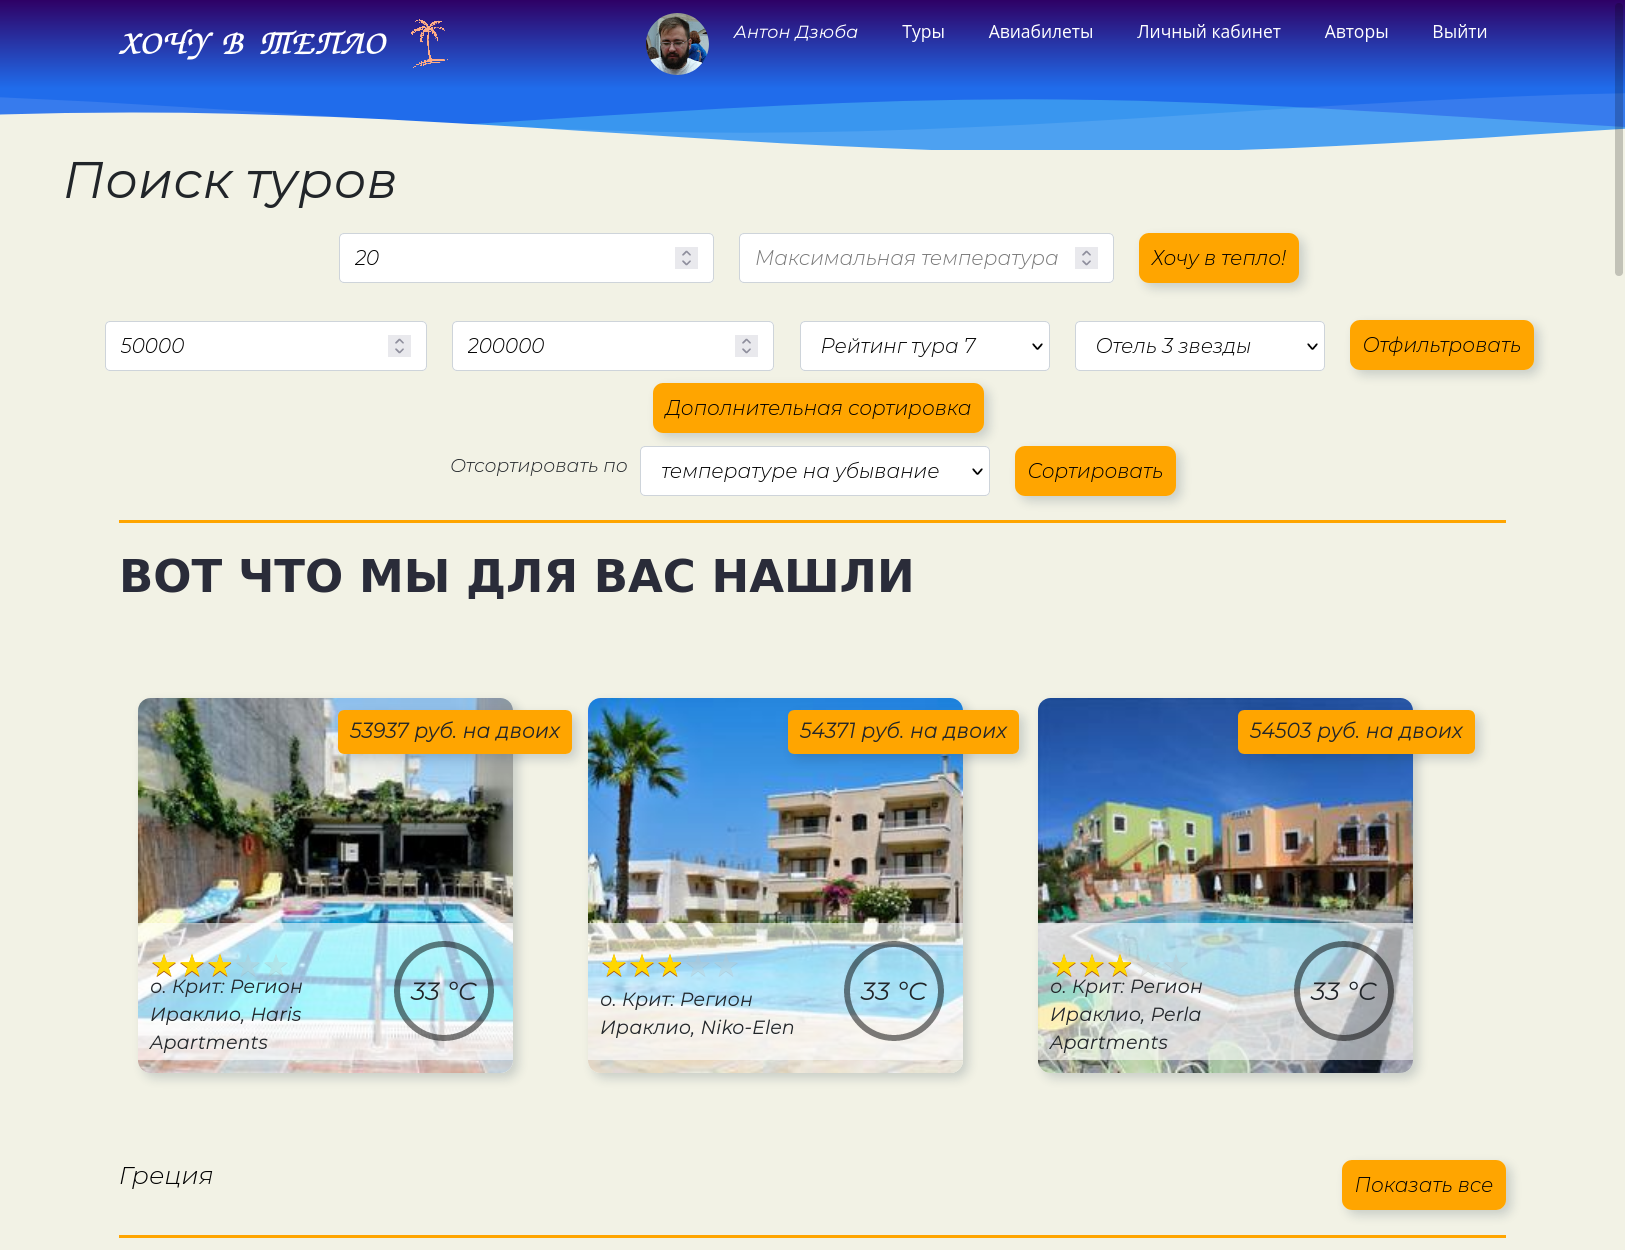 ХОЧУ В ТЕПЛО
Антон Дзюба
Туры
Авиабилеты
Личный кабинет
Авторы
Выйти
Поиск туров
20
Максимальная температура
Хочу в тепло!
50000
200000
Рейтинг тура 7
Отель 3 звезды
Отфильтровать
Дополнительная сортировка
Отсортировать по
температуре на убывание
Сортировать
ВОТ ЧТО МЫ ДЛЯ ВАС НАШЛИ
53937 руб. на двоих
о. Крит: Регион
Ираклио, Haris
Apartments
33 °C
54371 руб. на двоих
о. Крит: Регион
Ираклио, Niko-Elen
33 °C
54503 руб. на двоих
о. Крит: Регион
Ираклио, Perla
Apartments
33 °C
Греция
Показать все